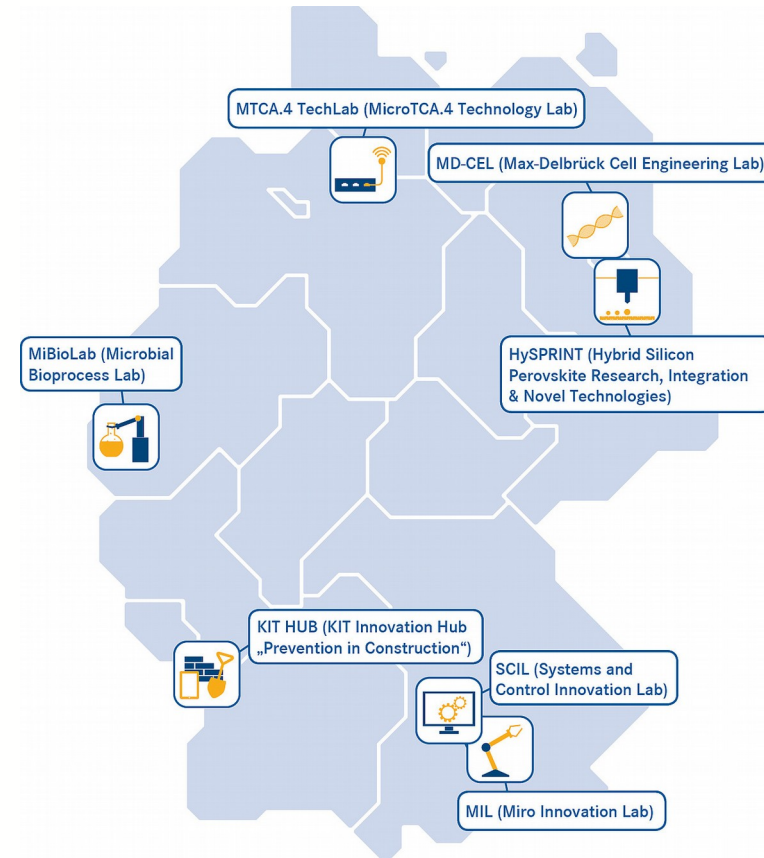 MTCA.4 TechLab (MicroTCA.4 Technology Lab)
MD-CEL (Max-Delbrück Cell Engineering Lab)
HySPRINT (Hybrid Silicon
Perovskite Research, Integration
& Novel Technologies)
MiBioLab (Microbial
Bioprocess Lab)
KIT HUB (KIT Innovation Hub
„Prevention in Construction“)
SCIL (Systems and
Control Innovation Lab)
MIL (Miro Innovation Lab)